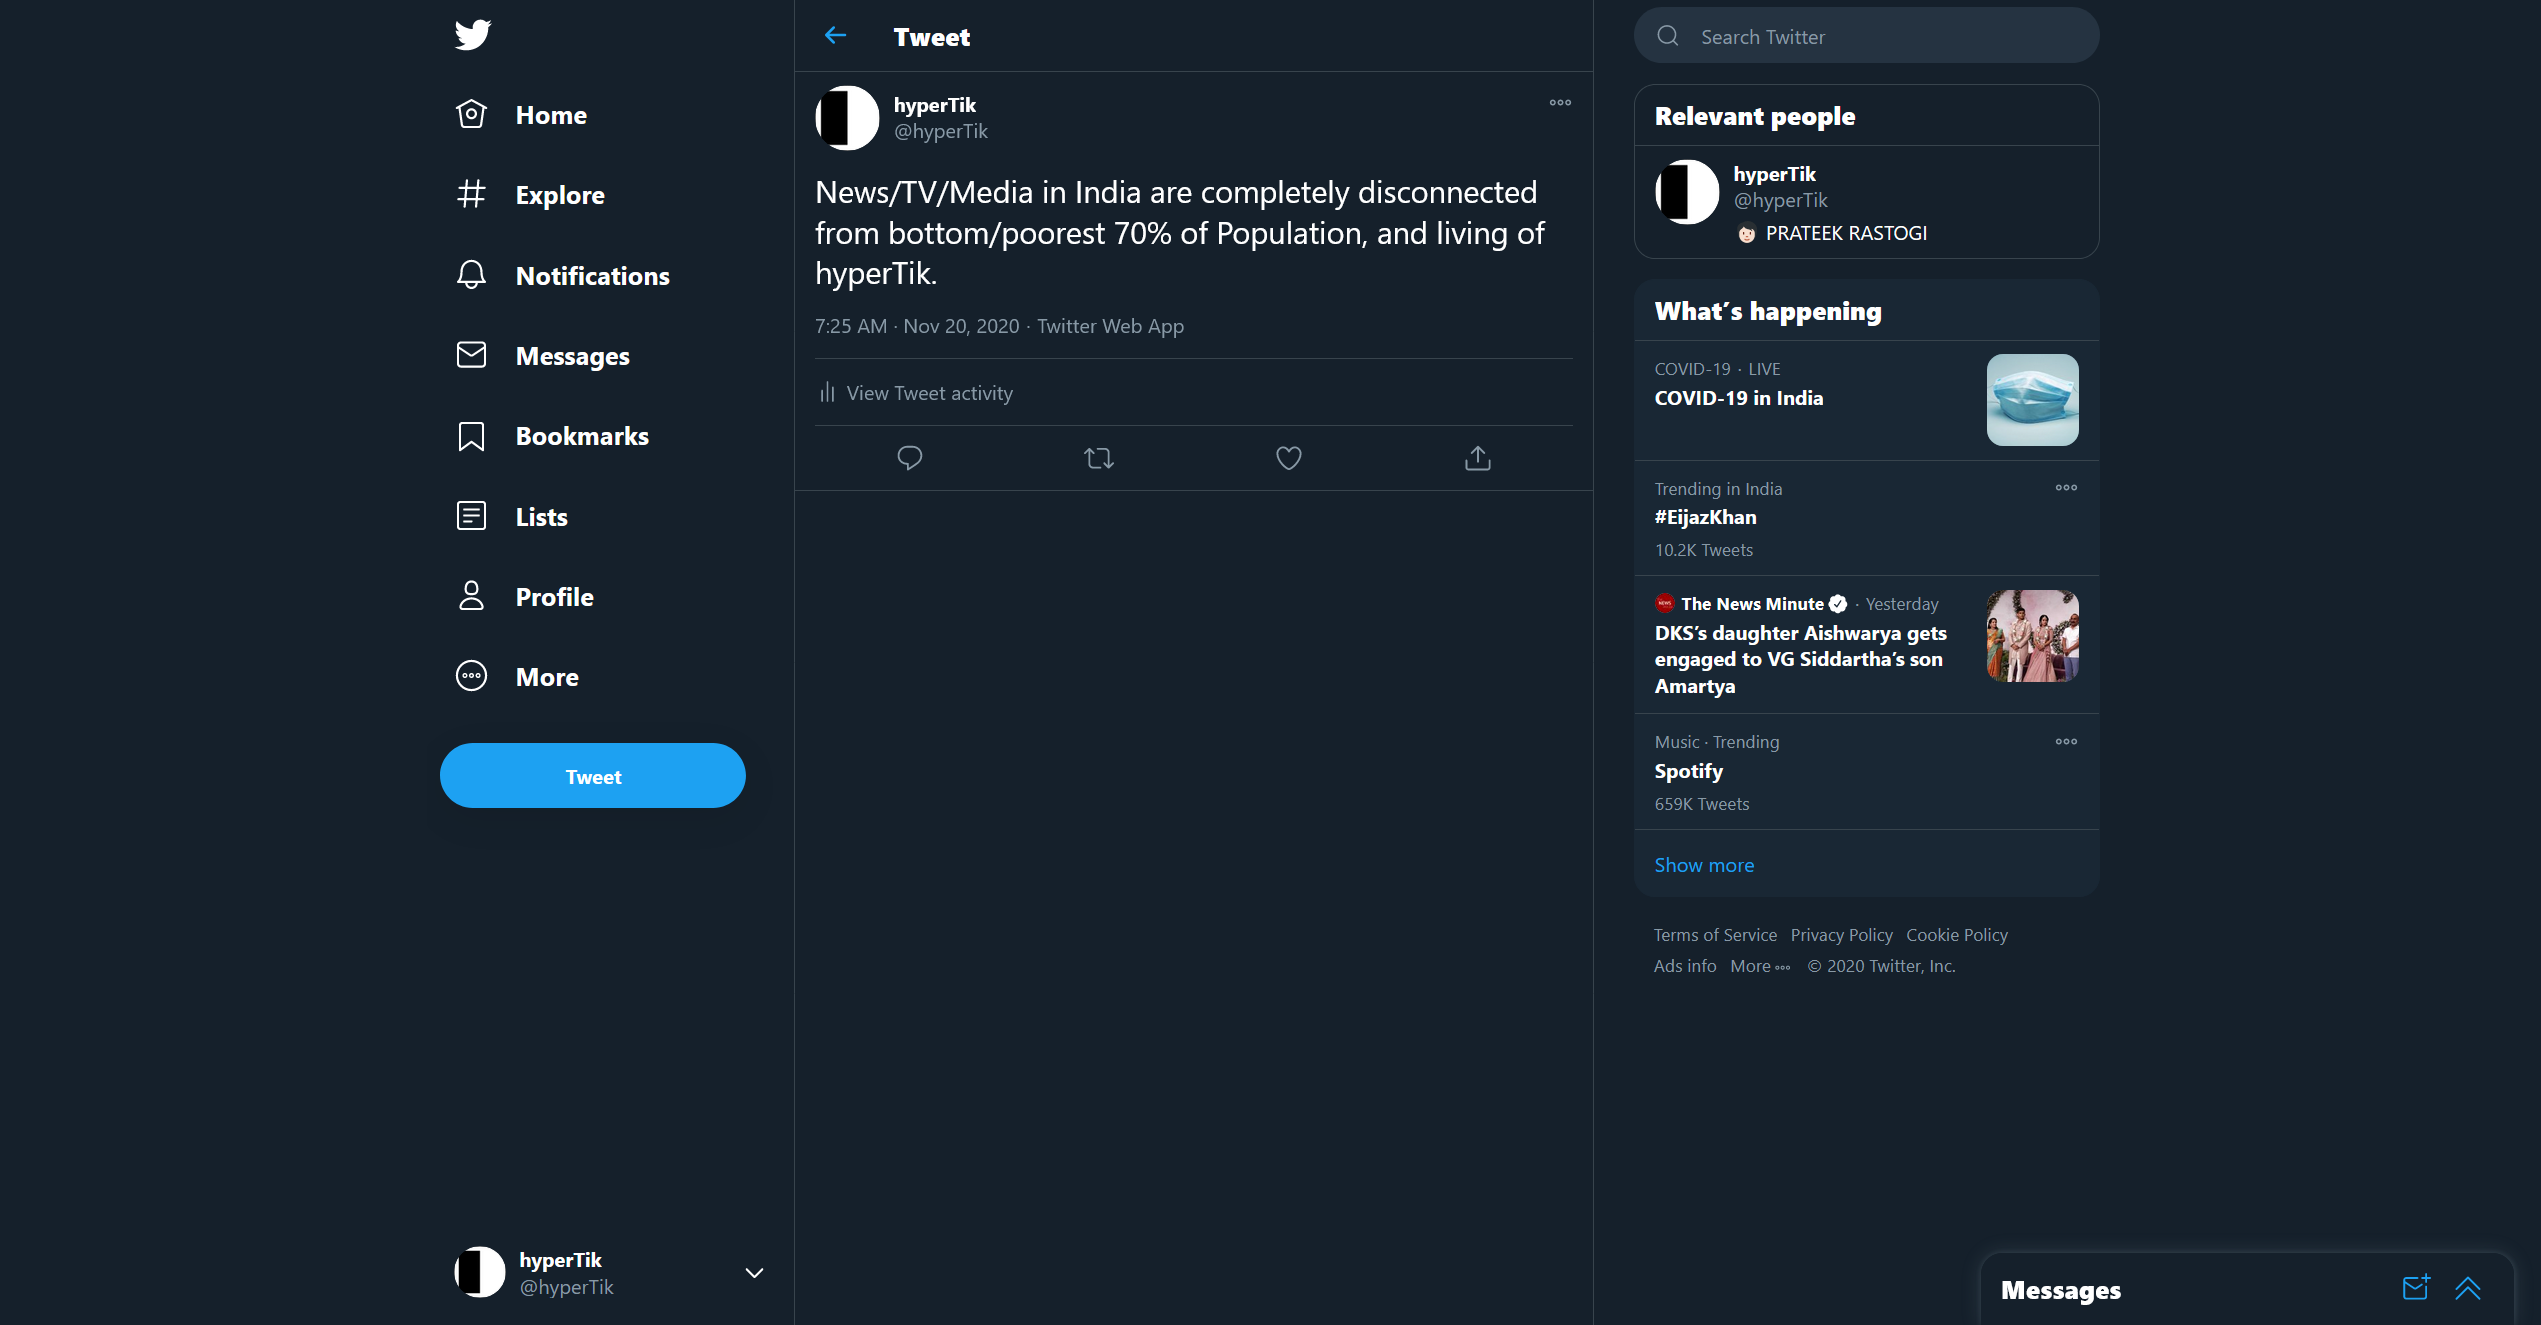 Home
Explore
Notifications
Messages
Bookmarks
Lists
Profile
More
Tweet
hyperTik
@hyperTik
Tweet
hyperTik
@hyperTik
News/TV/Media in India are completely disconnected
from bottom/poorest 70% of Population, and living of
hyperTik.
7:25 AM · Nov 20, 2020 · Twitter Web App
View Tweet activity
Search Twitter
Relevant people
hyperTik
@hyperTik
PRATEEK RASTOGI
What's happening
COVID-19 · LIVE
COVID-19 in India
Trending in India
#EijazKhan
10.2K Tweets
NEWS The News Minute · Yesterday
DKS's daughter Aishwarya gets
engaged to VG Siddartha's son
Amartya
Music · Trending
Spotify
659K Tweets
Show more
Terms of Service Privacy Policy Cookie Policy
Ads info More © 2020 Twitter, Inc.
Messages